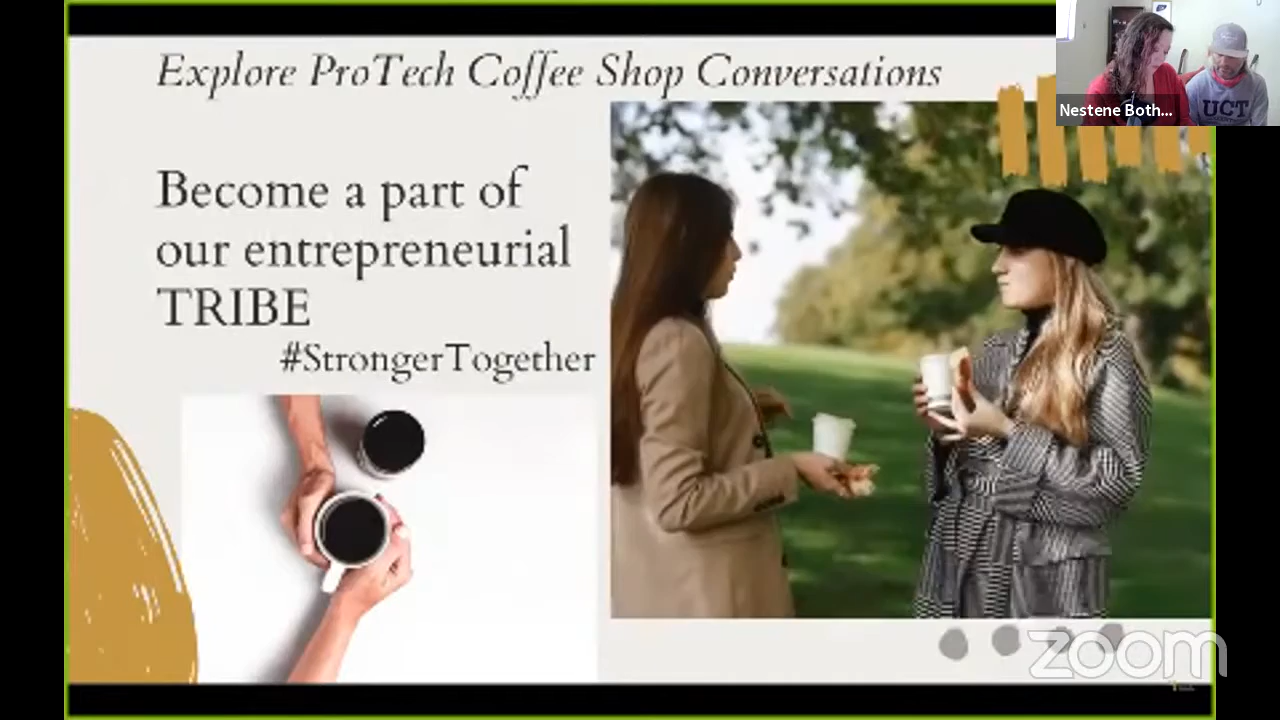 Explore ProTech Coffee Shop Conversations
Nestene Both...
UCT
Become a part of
our entrepreneurial
TRIBE
#StrongerTogether
zoom